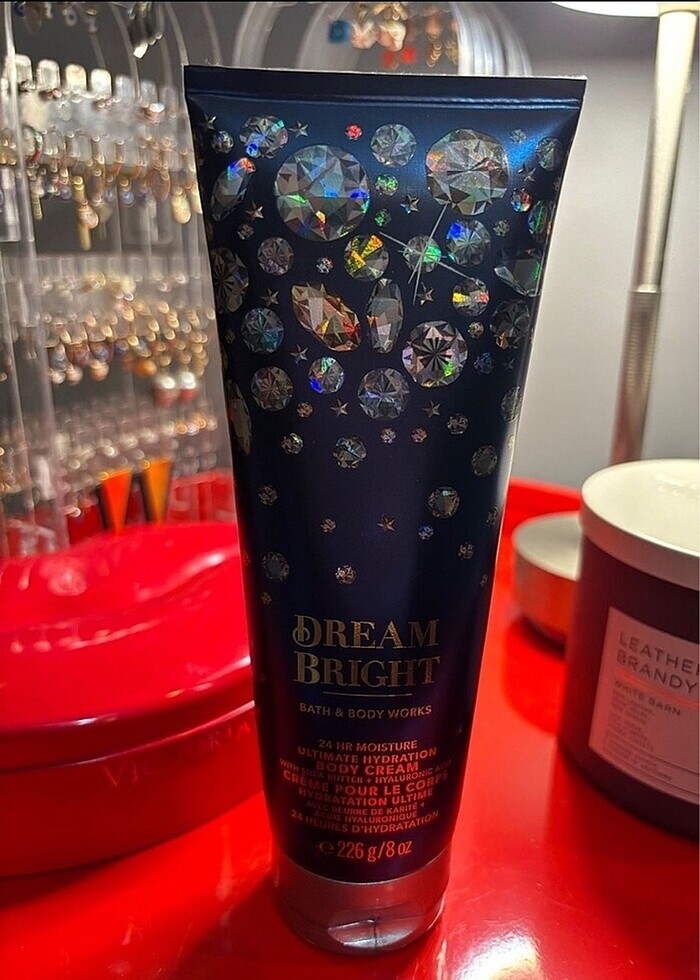 DREAM
BRIGHT
BATH & BODY WORKS
24 HR MOISTURE
ULTIMATE HYDRATION
BODY CREAM
WITH SHEA BUTTER + HYALURONIC ACID
CRÈME POUR LE CORPS
HYDRATATION ULTIME
AVEC BEURRE DE KARITÉ +
ACIDE HYALURONIQUE
24 HEURES D'HYDRATATION
℮ 226 g/8 oz
LEATHER
BRANDY
WHITE BARN